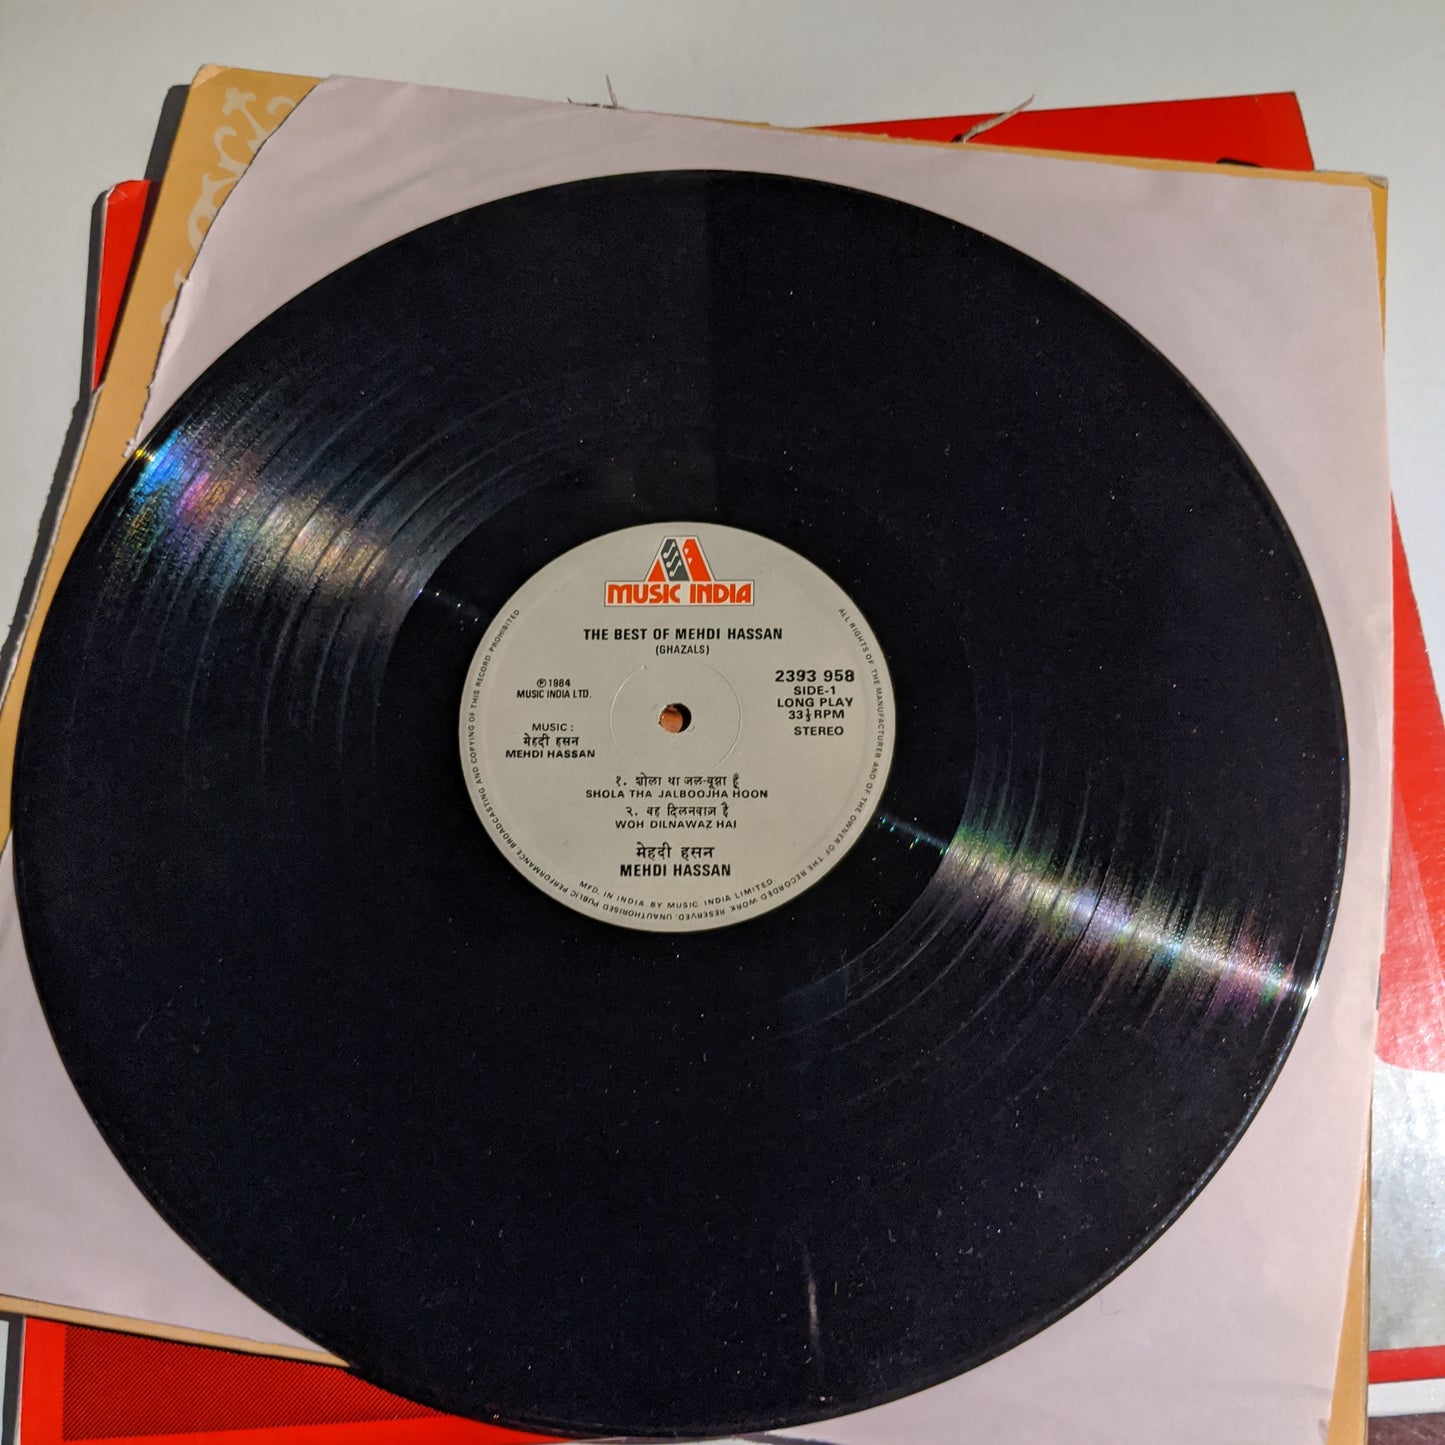 MUSIC INDIA
THE BEST OF MEHDI HASSAN
(GHAZALS)
℗ 1984
MUSIC INDIA LTD.
2393 958
SIDE-1
LONG PLAY
33⅓ RPM
STEREO
MUSIC :
मेहदी हसन
MEHDI HASSAN
१. शोला था जल-बूझा हूँ
SHOLA THA JALBOOJHA HOON
२. वह दिलनवाज़ है
WOH DILNAWAZ HAI
मेहदी हसन
MEHDI HASSAN
MFD. IN INDIA BY MUSIC INDIA LIMITED.
ALL RIGHTS OF THE MANUFACTURER AND OF THE OWNER OF THE RECORDED WORK RESERVED. UNAUTHORISED PUBLIC PERFORMANCE, BROADCASTING AND COPYING OF THIS RECORD PROHIBITED